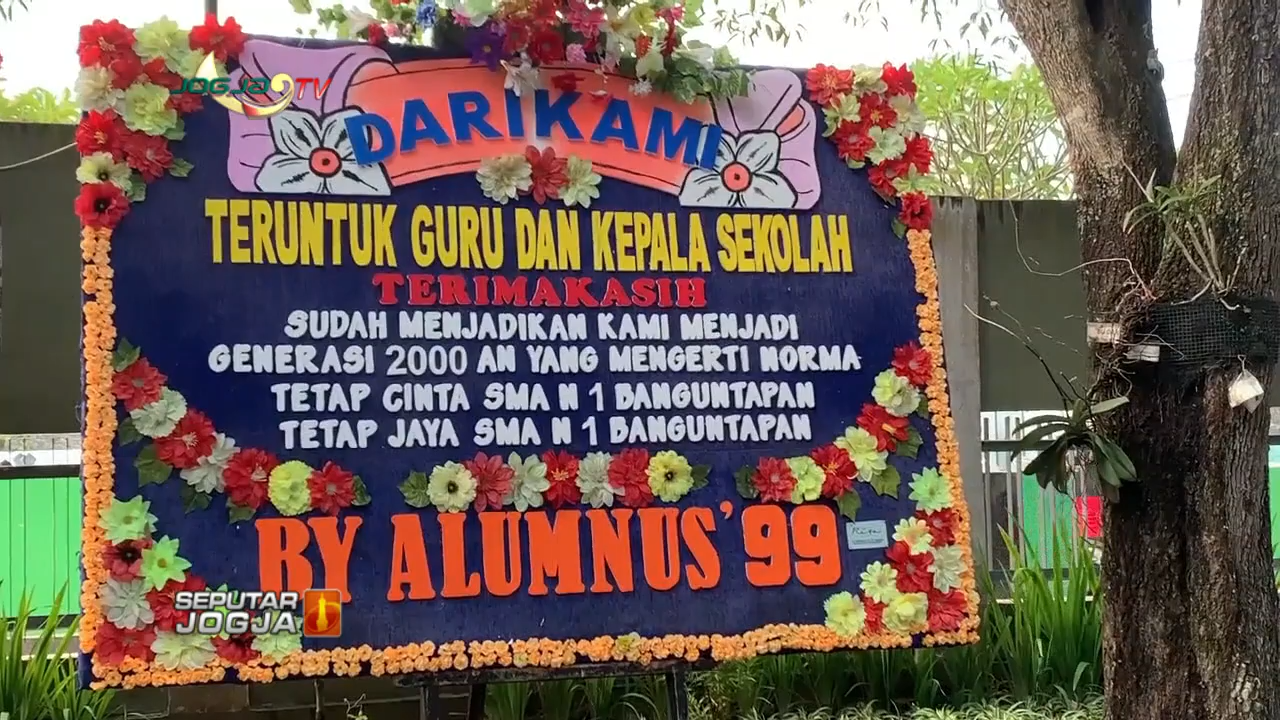 JOGJA TV
DARI KAMI
TERUNTUK GURU DAN KEPALA SEKOLAH
TERIMAKASIH
SUDAH MENJADIKAN KAMI MENJADI
GENERASI 2000 AN YANG MENGERTI NORMA
TETAP CINTA SMA N 1 BANGUNTAPAN
TETAP JAYA SMA N 1 BANGUNTAPAN
BY ALUMNUS '99
SEPUTAR
JOGJA